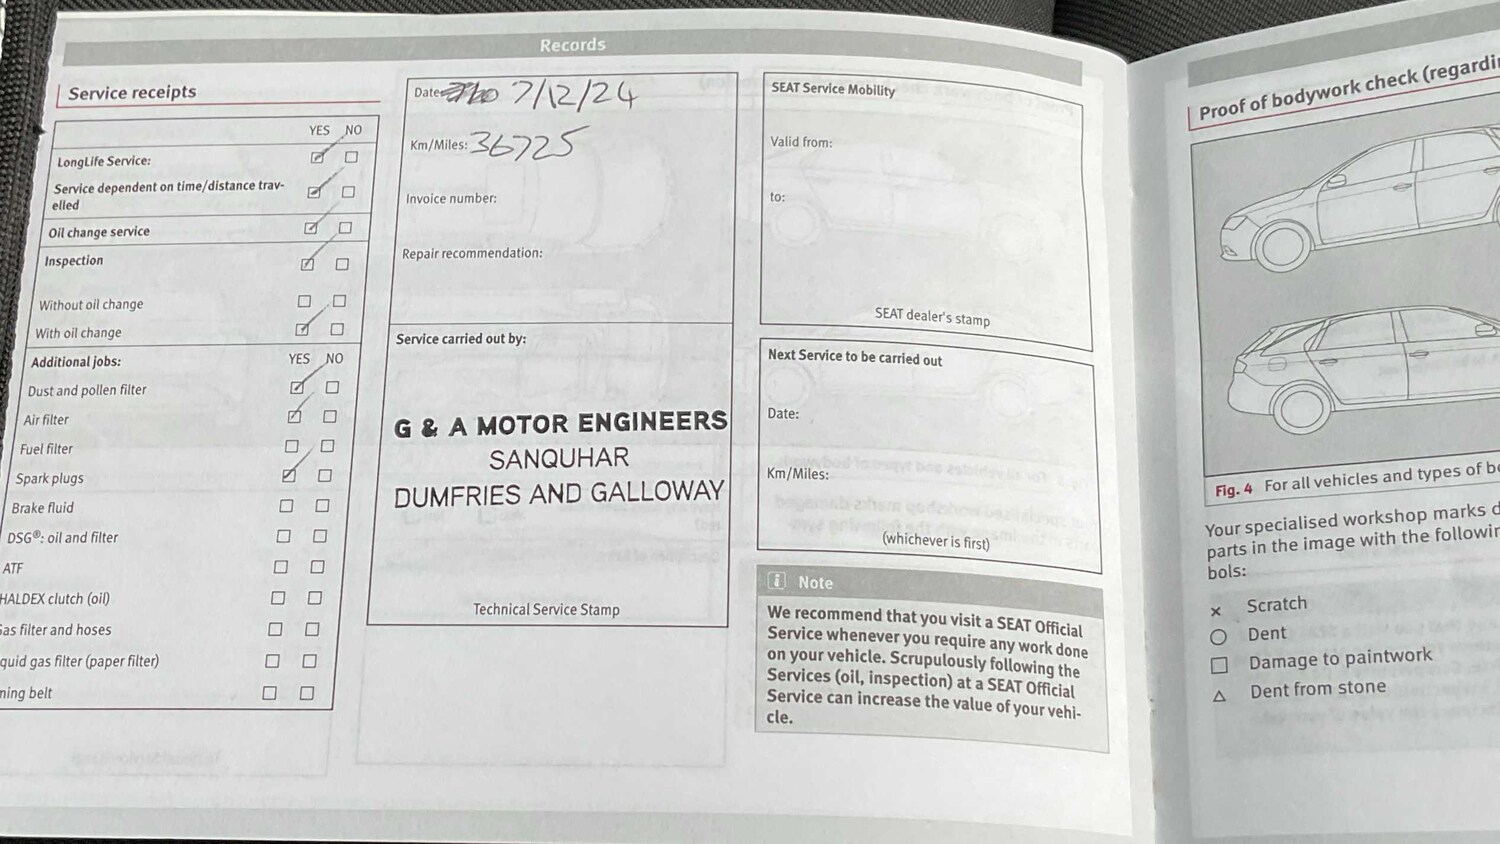 Records
Service receipts
YES NO
LongLife Service:
Service dependent on time/distance trav-
elled
Oil change service
Inspection
Without oil change
With oil change
Additional jobs: YES NO
Dust and pollen filter
Air filter
Fuel filter
Spark plugs
Brake fluid
DSG®: oil and filter
ATF
HALDEX clutch (oil)
as filter and hoses
quid gas filter (paper filter)
ning belt
Date 7/12/24
Km/Miles: 36725
Invoice number:
Repair recommendation:
Service carried out by:
G & A MOTOR ENGINEERS
SANQUHAR
DUMFRIES AND GALLOWAY
Technical Service Stamp
SEAT Service Mobility
Valid from:
to:
SEAT dealer's stamp
Next Service to be carried out
Date:
Km/Miles:
(whichever is first)
i Note
We recommend that you visit a SEAT Official
Service whenever you require any work done
on your vehicle. Scrupulously following the
Services (oil, inspection) at a SEAT Official
Service can increase the value of your vehi-
cle.
Proof of bodywork check (regardi
Fig. 4 For all vehicles and types of bo
Your specialised workshop marks d
parts in the image with the followin
bols:
Scratch
Dent
Damage to paintwork
Dent from stone